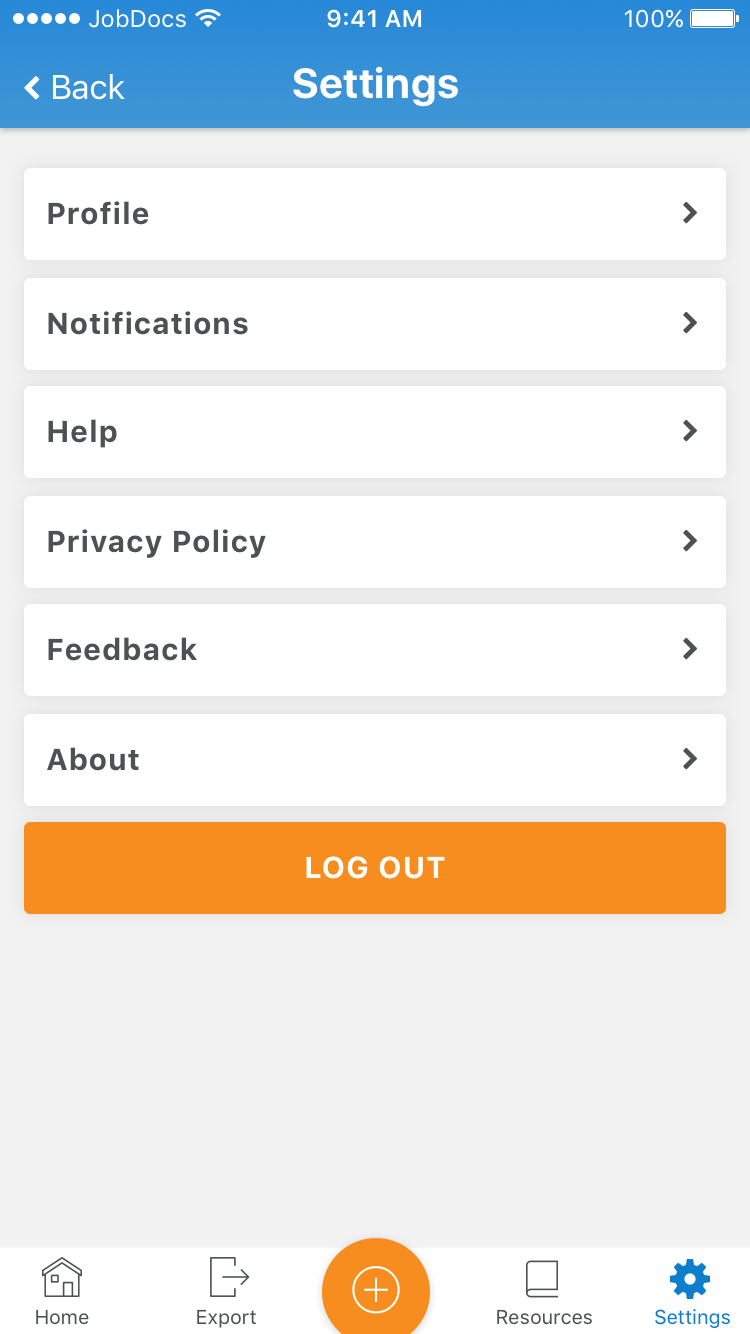 JobDocs 9:41 AM 100%
Back Settings
Profile
Notifications
Help
Privacy Policy
Feedback
About
LOG OUT
Home Export Resources Settings